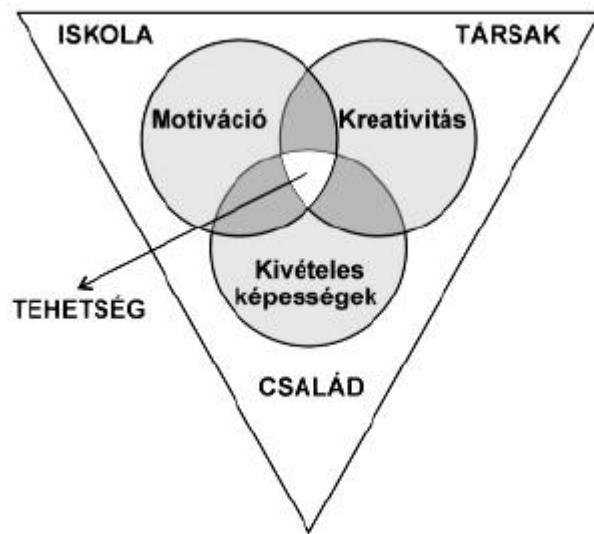 ISKOLA
TÁRSAK
Motiváció
Kreativitás
Kivételes
képességek
TEHETSÉG
CSALÁD